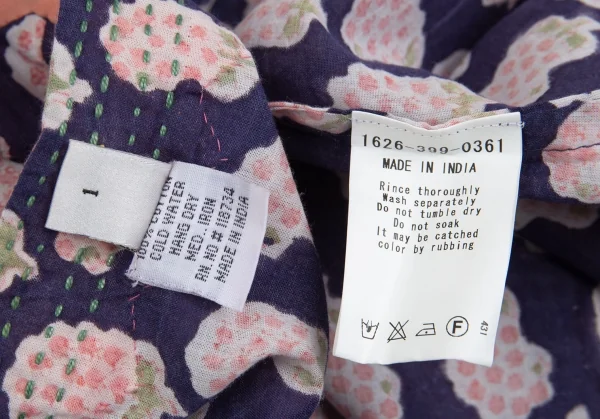 1
100% COTTON
COLD WATER
HANG DRY
MED. IRON
RN NO # 118734
MADE IN INDIA
1626-399-0361
MADE IN INDIA
Rince thoroughly
Wash separately
Do not tumble dry
Do not soak
It may be catched
color by rubbing
F
431